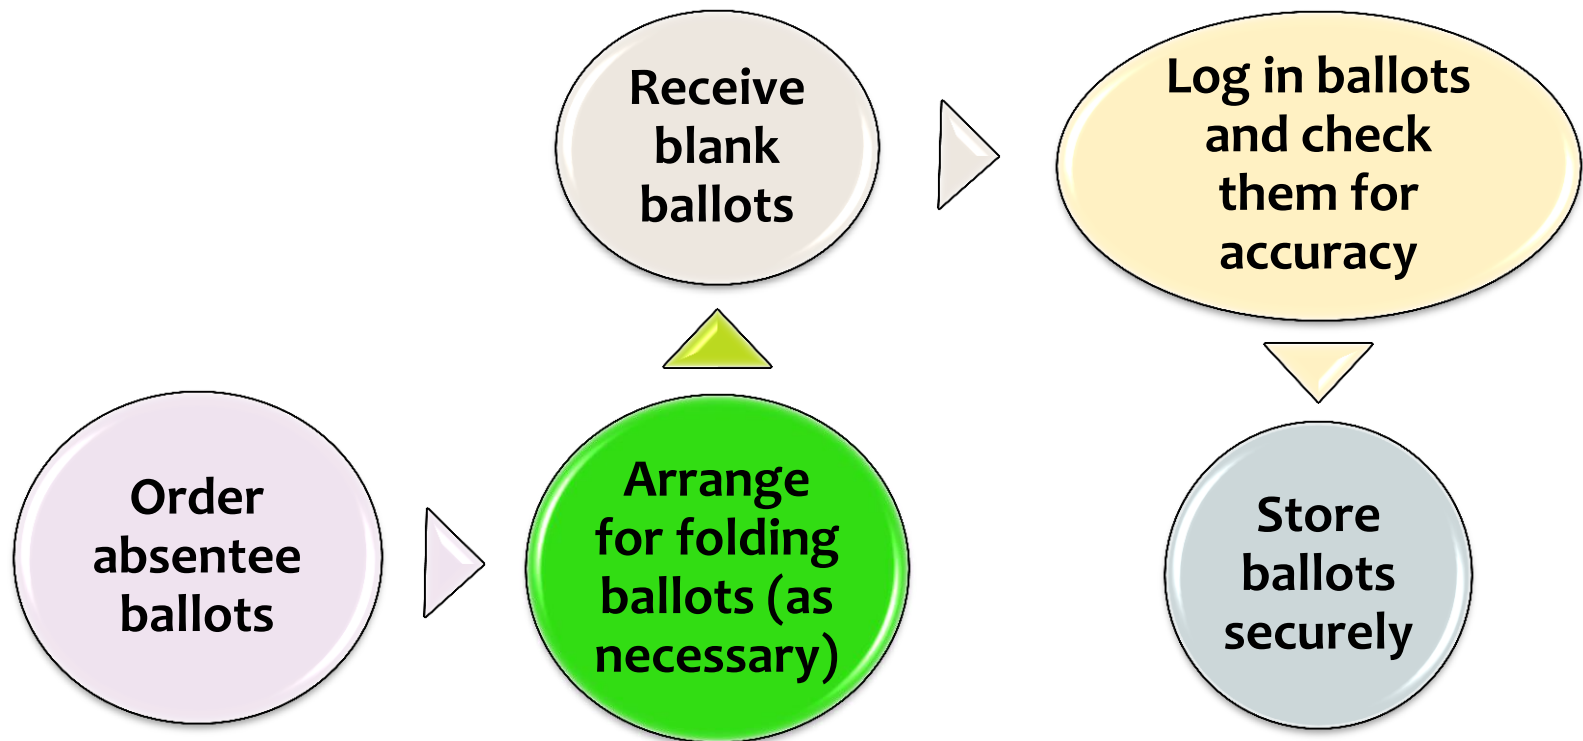 Order
absentee
ballots
Arrange
for folding
ballots (as
necessary)
Receive
blank
ballots
Log in ballots
and check
them for
accuracy
Store
ballots
securely